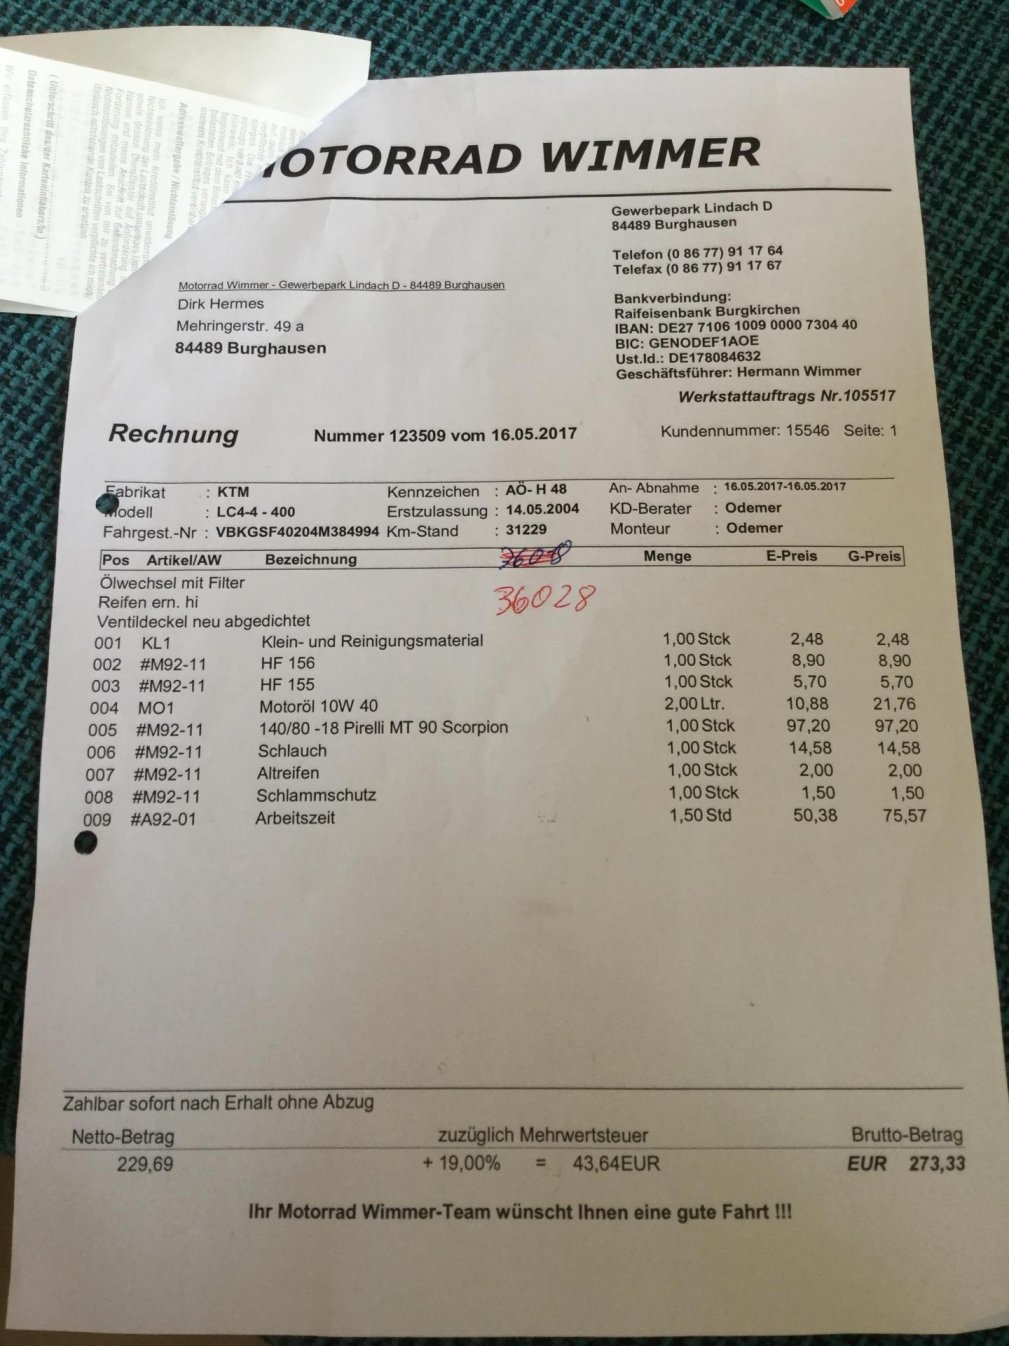 MOTORRAD WIMMER
Gewerbepark Lindach D
84489 Burghausen
Telefon (0 86 77) 91 17 64
Telefax (0 86 77) 91 17 67
Motorrad Wimmer - Gewerbepark Lindach D - 84489 Burghausen
Dirk Hermes
Mehringerstr. 49 a
84489 Burghausen
Bankverbindung:
Raifeisenbank Burgkirchen
IBAN: DE27 7106 1009 0000 7304 40
BIC: GENODEF1AOE
Ust.Id.: DE178084632
Geschäftsführer: Hermann Wimmer
Werkstattauftrags Nr.105517
Rechnung Nummer 123509 vom 16.05.2017 Kundennummer: 15546 Seite: 1
Fabrikat : KTM Kennzeichen : AÖ- H 48 An- Abnahme : 16.05.2017-16.05.2017
Modell : LC4-4 - 400 Erstzulassung : 14.05.2004 KD-Berater : Odemer
Fahrgest.-Nr : VBKGSF40204M384994 Km-Stand : 31229 Monteur : Odemer
Pos Artikel/AW Bezeichnung Menge E-Preis G-Preis
Ölwechsel mit Filter
Reifen ern. hi 36028
Ventildeckel neu abgedichtet
001 KL1 Klein- und Reinigungsmaterial 1,00 Stck 2,48 2,48
002 #M92-11 HF 156 1,00 Stck 8,90 8,90
003 #M92-11 HF 155 1,00 Stck 5,70 5,70
004 MO1 Motoröl 10W 40 2,00 Ltr. 10,88 21,76
005 #M92-11 140/80 -18 Pirelli MT 90 Scorpion 1,00 Stck 97,20 97,20
006 #M92-11 Schlauch 1,00 Stck 14,58 14,58
007 #M92-11 Altreifen 1,00 Stck 2,00 2,00
008 #M92-11 Schlammschutz 1,00 Stck 1,50 1,50
009 #A92-01 Arbeitszeit 1,50 Std 50,38 75,57
Zahlbar sofort nach Erhalt ohne Abzug
Netto-Betrag zuzüglich Mehrwertsteuer Brutto-Betrag
229,69 + 19,00% = 43,64EUR EUR 273,33
Ihr Motorrad Wimmer-Team wünscht Ihnen eine gute Fahrt !!!
(Unterschrift des/der Karteninhabers/in)
Datenschutzrechtliche Informationen
Adressweitergabe / Nichteinlösung